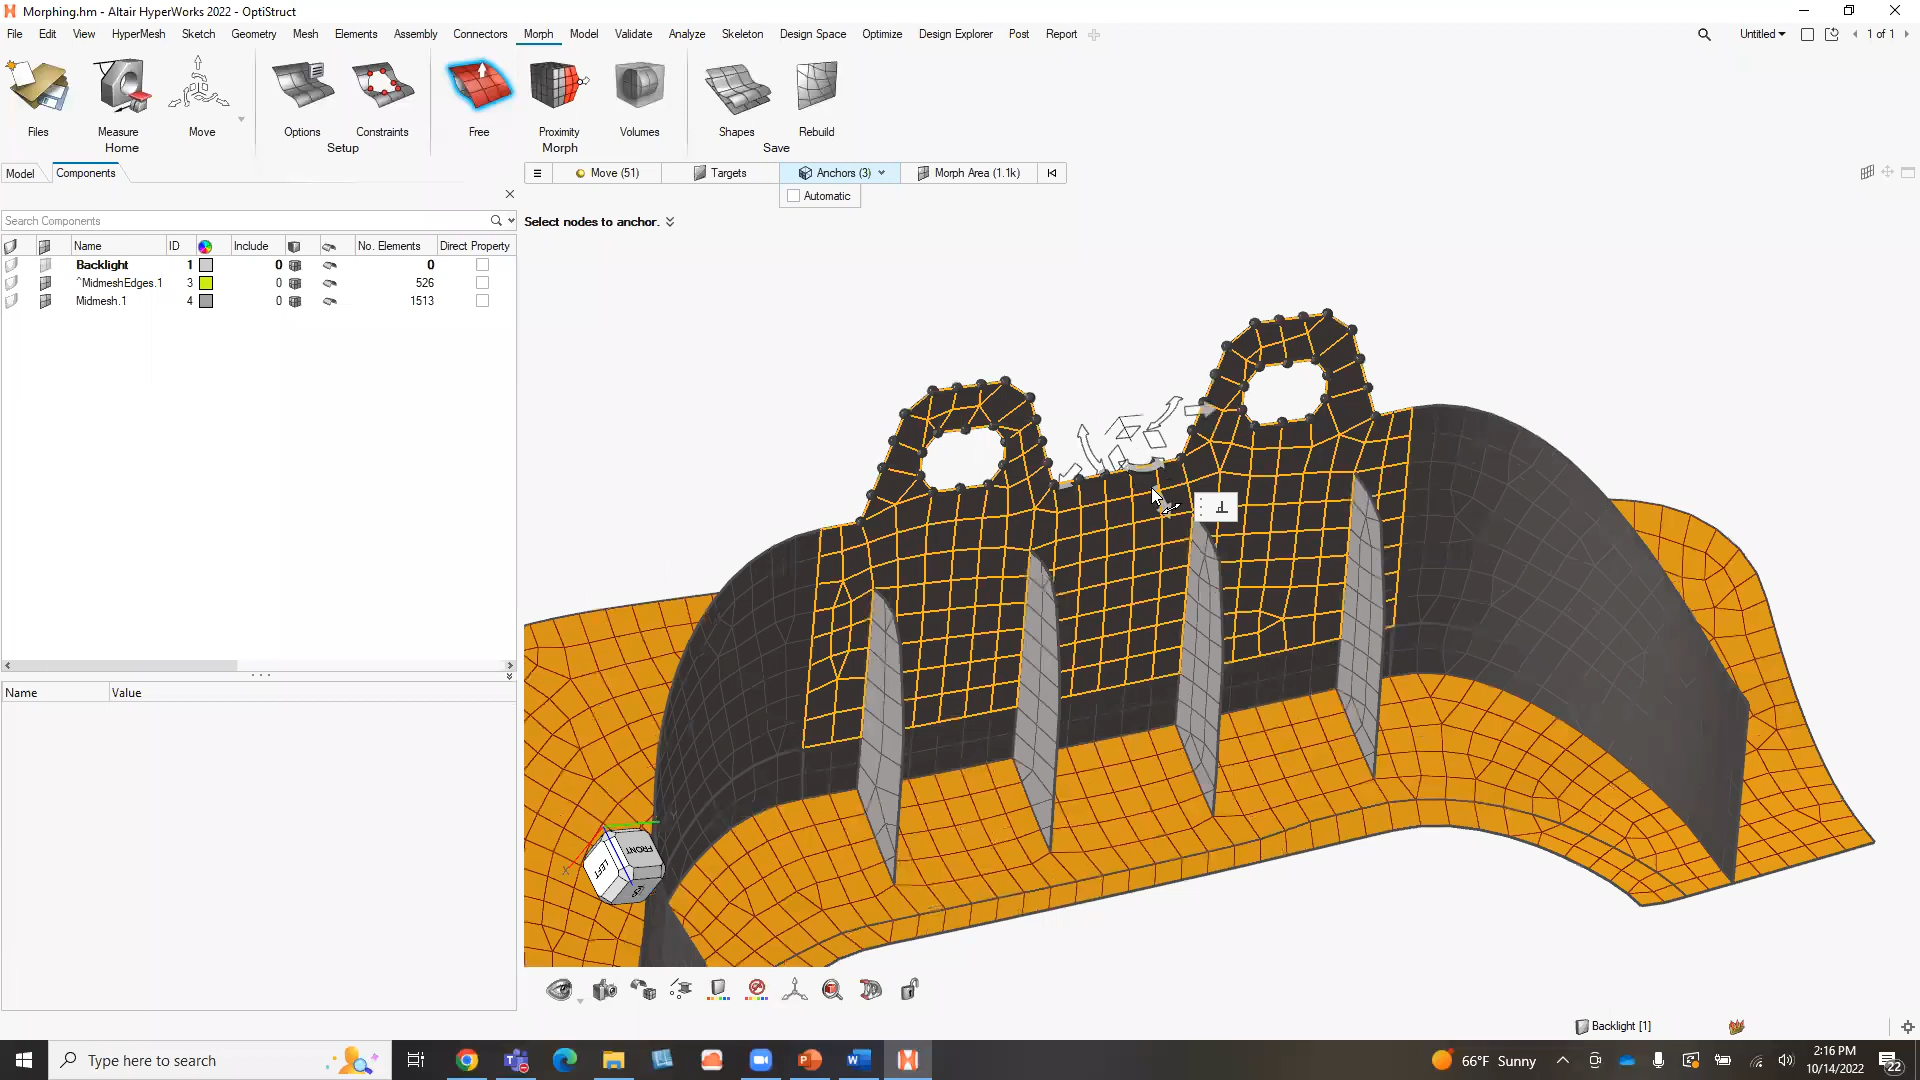 Morphing.hm - Altair HyperWorks 2022 - OptiStruct
File Edit View HyperMesh Sketch Geometry Mesh Elements Assembly Connectors Morph Model Validate Analyze Skeleton Design Space Optimize Design Explorer Post Report Untitled 1 of 1
Files Measure Move Options Constraints Free Proximity Volumes Shapes Rebuild
Home Setup Morph Save
Model Components
Move (51) Targets Anchors (3) Morph Area (1.1k)
Automatic
Select nodes to anchor.
Search Components
Name ID Include No. Elements Direct Property
Backlight 1 0 0
^MidmeshEdges.1 3 0 526
Midmesh.1 4 0 1513
Name Value
FRONT
LEFT
X
Backlight [1]
Type here to search
66°F Sunny
2:16 PM
10/14/2022
22